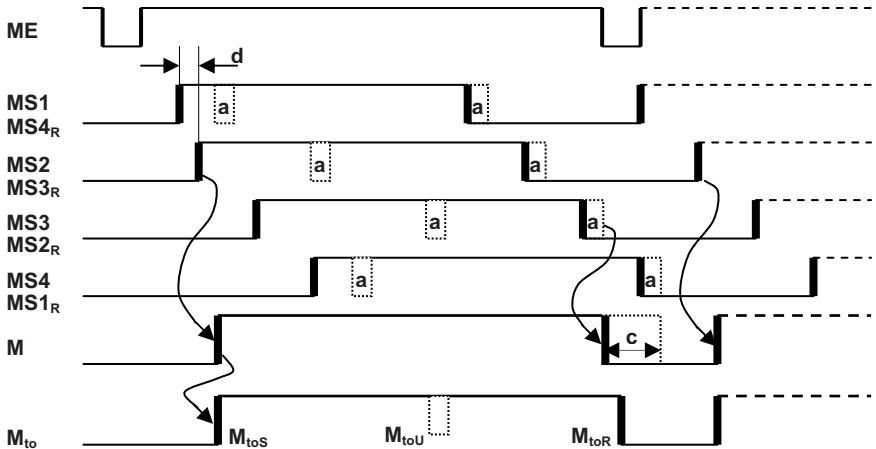 ME
d
MS1 a a
MS4R
MS2 a a
MS3R
MS3 a a
MS2R
MS4 a a
MS1R
M c
Mto MtoS MtoU MtoR